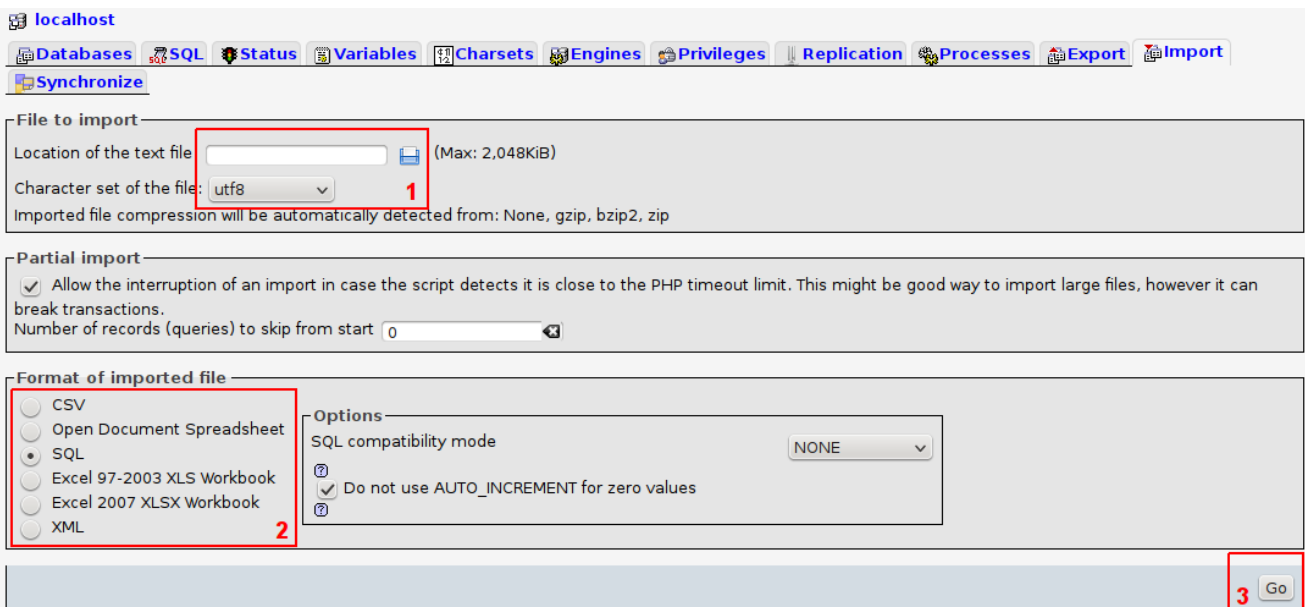 localhost
Databases SQL Status Variables Charsets Engines Privileges Replication Processes Export Import
Synchronize
File to import
Location of the text file (Max: 2,048KiB)
Character set of the file: utf8 1
Imported file compression will be automatically detected from: None, gzip, bzip2, zip
Partial import
Allow the interruption of an import in case the script detects it is close to the PHP timeout limit. This might be good way to import large files, however it can
break transactions.
Number of records (queries) to skip from start 0
Format of imported file
CSV
Open Document Spreadsheet
SQL
Excel 97-2003 XLS Workbook
Excel 2007 XLSX Workbook
XML 2
Options
SQL compatibility mode NONE
?
Do not use AUTO_INCREMENT for zero values
?
3 Go